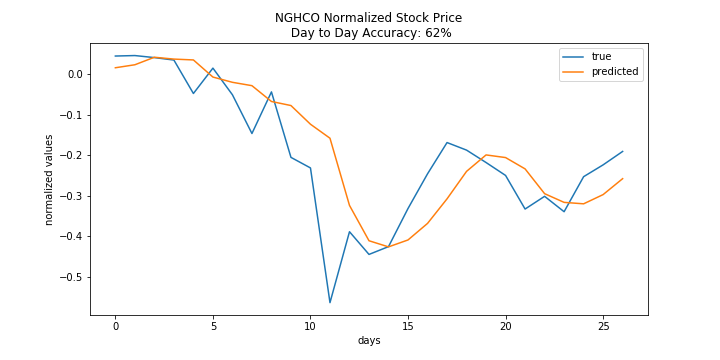 NGHCO Normalized Stock Price
Day to Day Accuracy: 62%
true
predicted
normalized values
0.0
−0.1
−0.2
−0.3
−0.4
−0.5
0 5 10 15 20 25
days